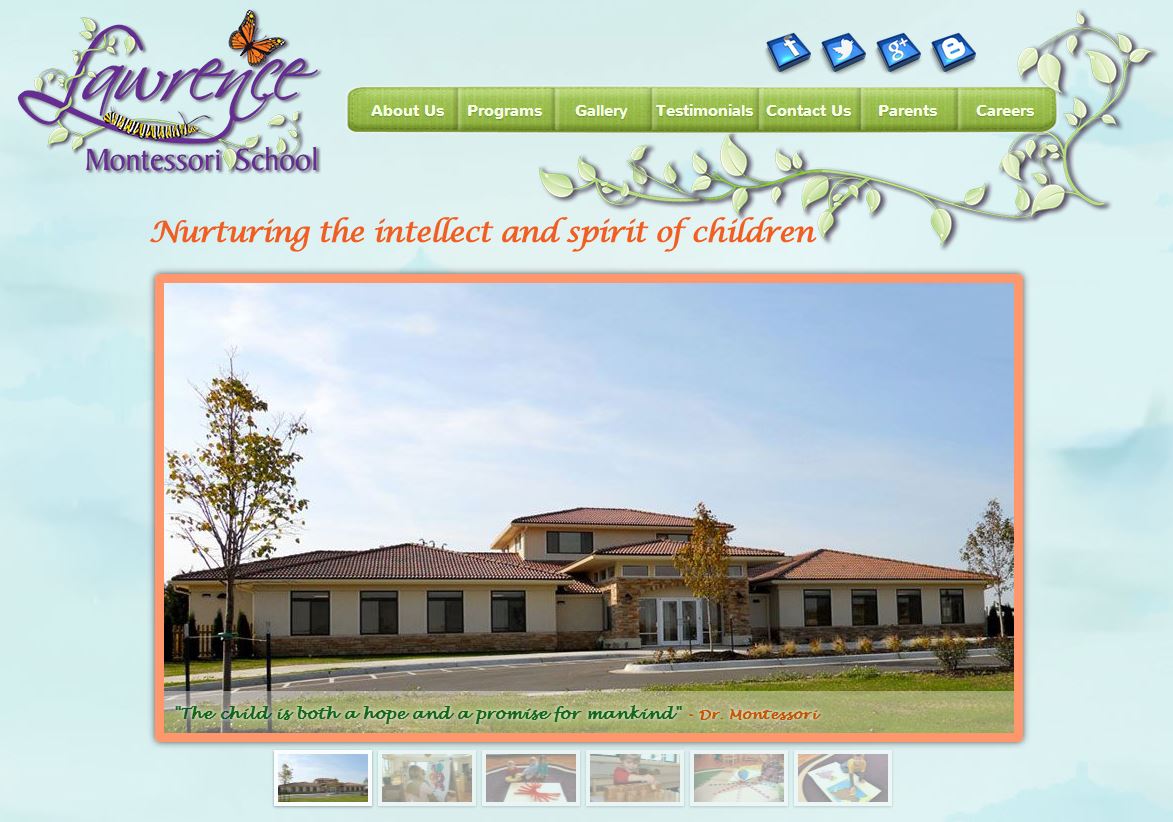 Lawrence
Montessori School
About Us Programs Gallery Testimonials Contact Us Parents Careers
Nurturing the intellect and spirit of children
"The child is both a hope and a promise for mankind" - Dr. Montessori